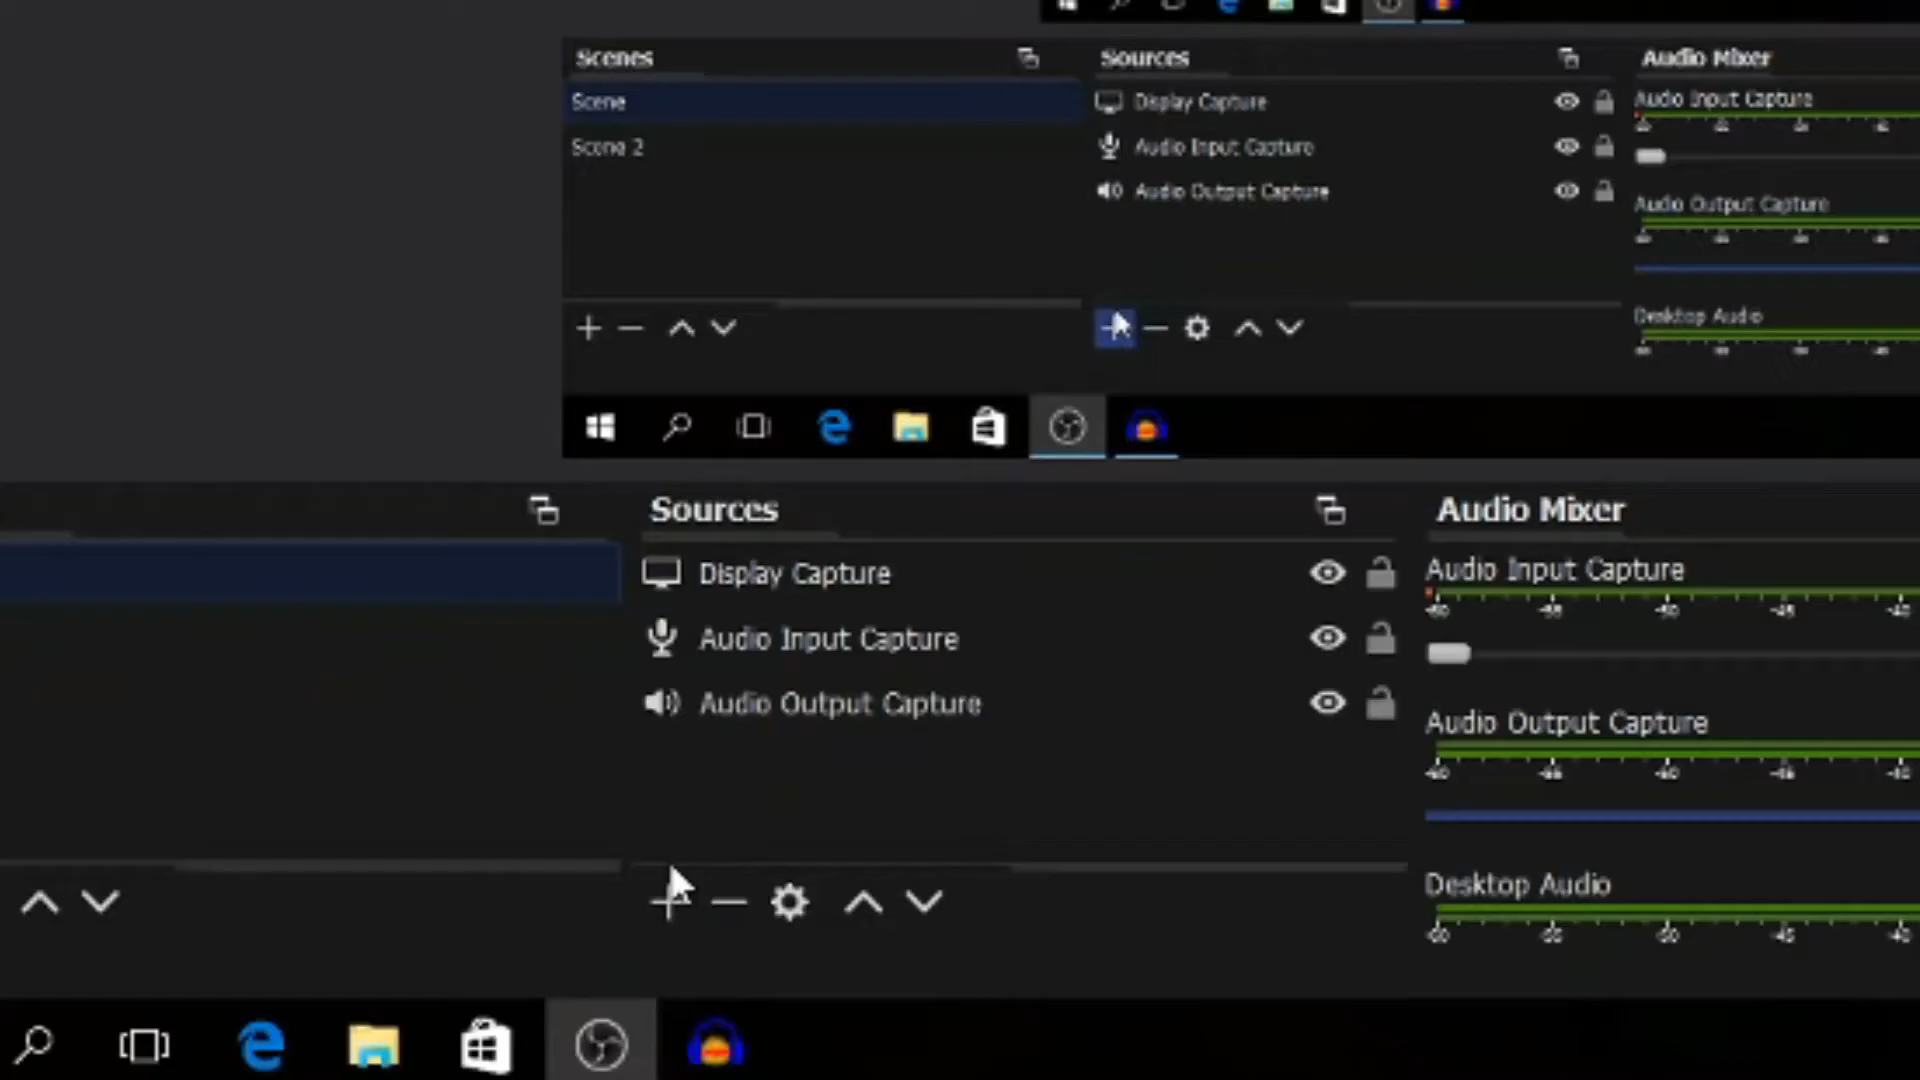 Scenes
Sources
Audio Mixer
Scene
Display Capture
Audio Input Capture
Scene 2
Audio Input Capture
Audio Output Capture
Audio Output Capture
Desktop Audio
Sources
Audio Mixer
Display Capture
Audio Input Capture
Audio Input Capture
Audio Output Capture
Audio Output Capture
Desktop Audio